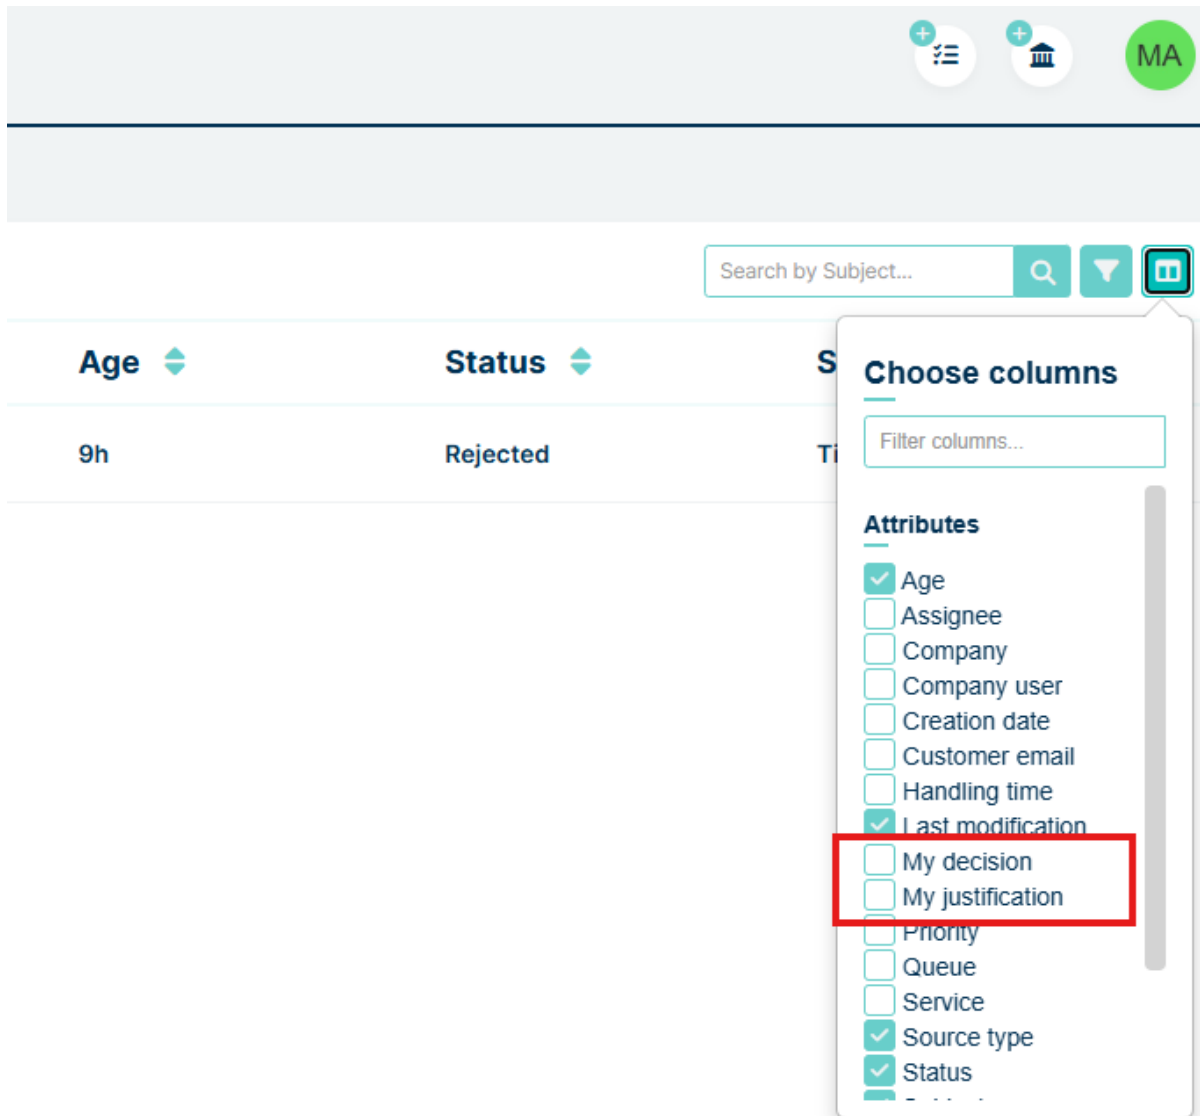 MA
Search by Subject...
Age
Status
S
Choose columns
9h
Rejected
Ti
Filter columns...
Attributes
Age
Assignee
Company
Company user
Creation date
Customer email
Handling time
Last modification
My decision
My justification
Priority
Queue
Service
Source type
Status